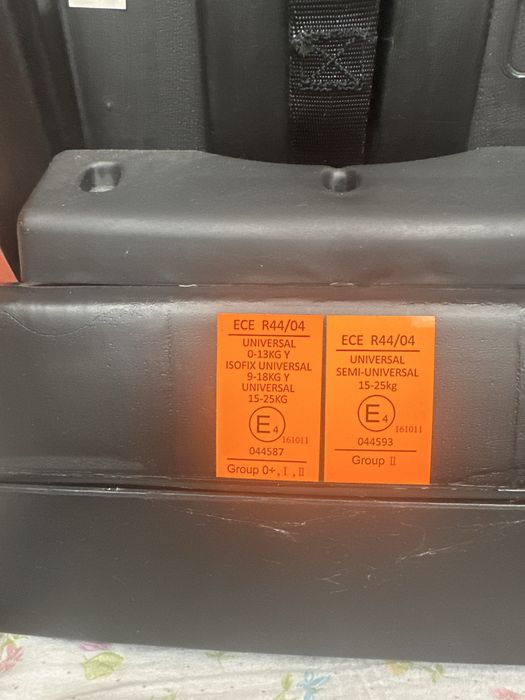 ECE R44/04
UNIVERSAL
0-13KG Y
ISOFIX UNIVERSAL
9-18KG Y
UNIVERSAL
15-25KG
E4
161011
044587
Group 0+, I, II
ECE R44/04
UNIVERSAL
SEMI-UNIVERSAL
15-25kg
E4
161011
044593
Group II